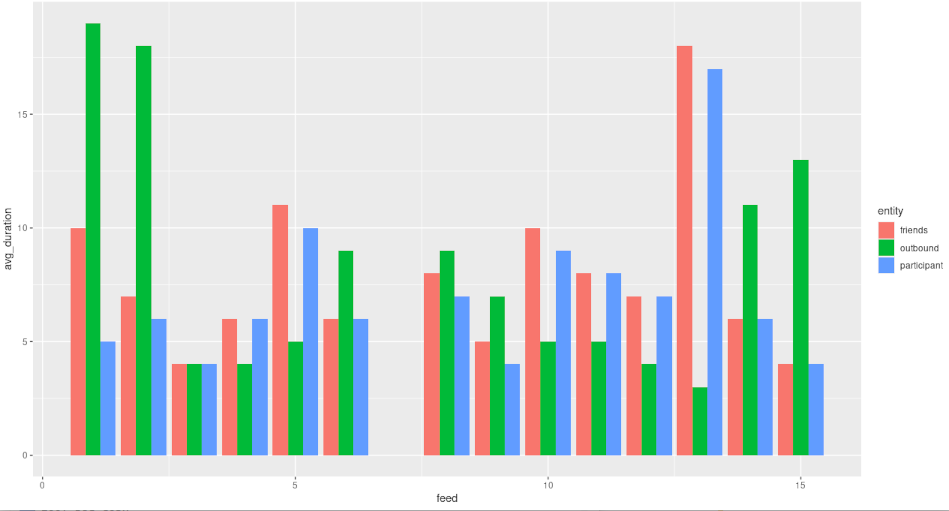 avg_duration
15
10
5
0
0
5
10
15
feed
entity
friends
outbound
participant